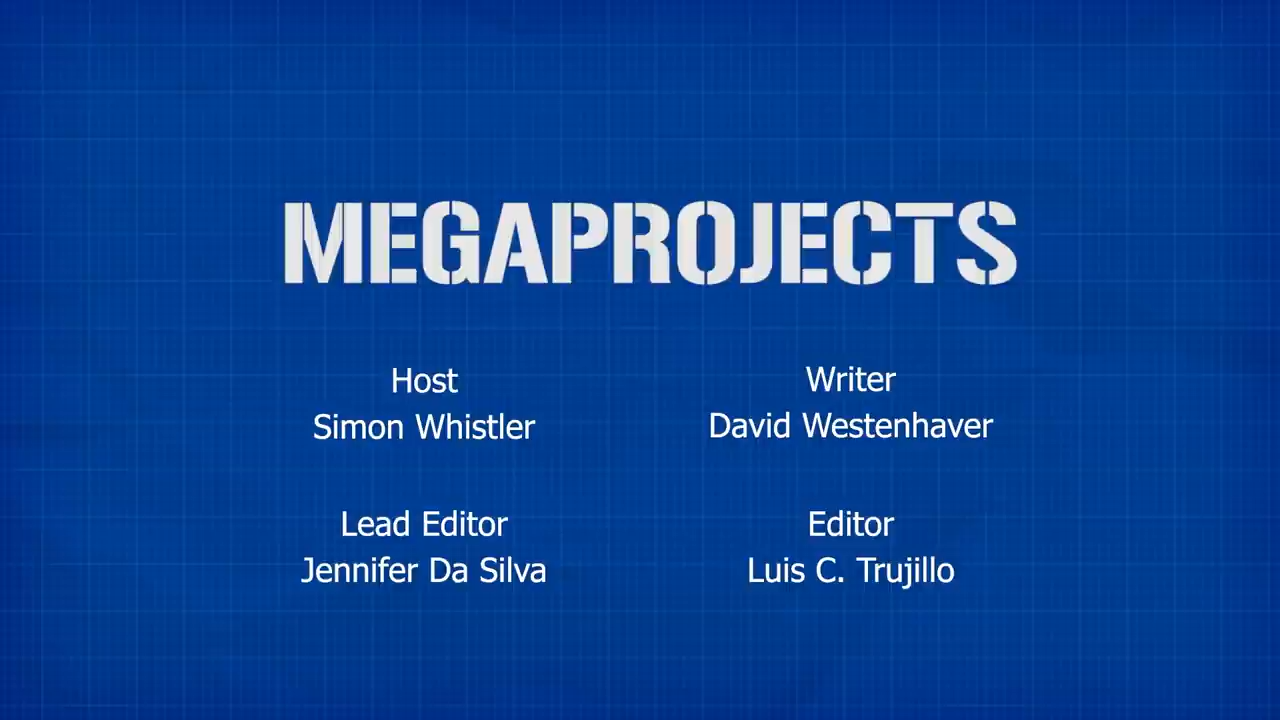 MEGAPROJECTS
Host
Simon Whistler
Writer
David Westenhaver
Lead Editor
Jennifer Da Silva
Editor
Luis C. Trujillo